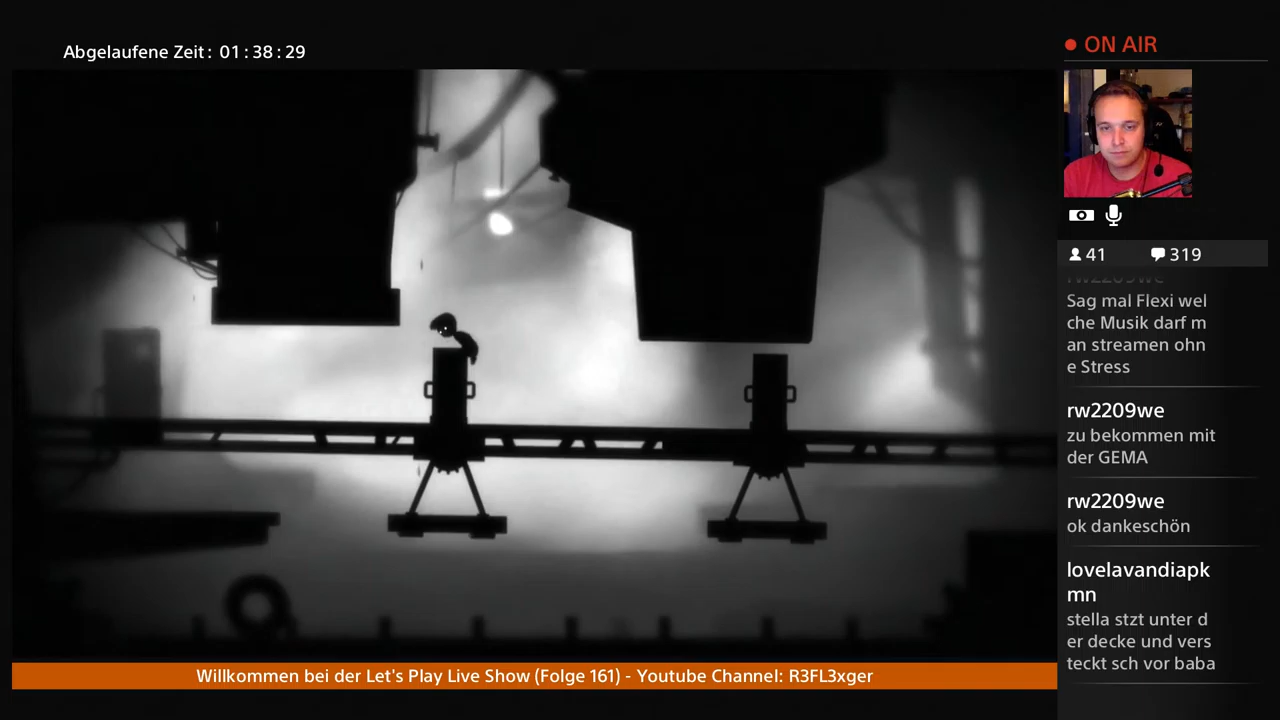 Abgelaufene Zeit: 01:38:29
ON AIR
41 319
rw2209we
Sag mal Flexi wel
che Musik darf m
an streamen ohn
e Stress
rw2209we
zu bekommen mit
der GEMA
rw2209we
ok dankeschön
lovelavandiapk
mn
stella stzt unter d
er decke und vers
teckt sch vor baba
Willkommen bei der Let's Play Live Show (Folge 161) - Youtube Channel: R3FL3xger